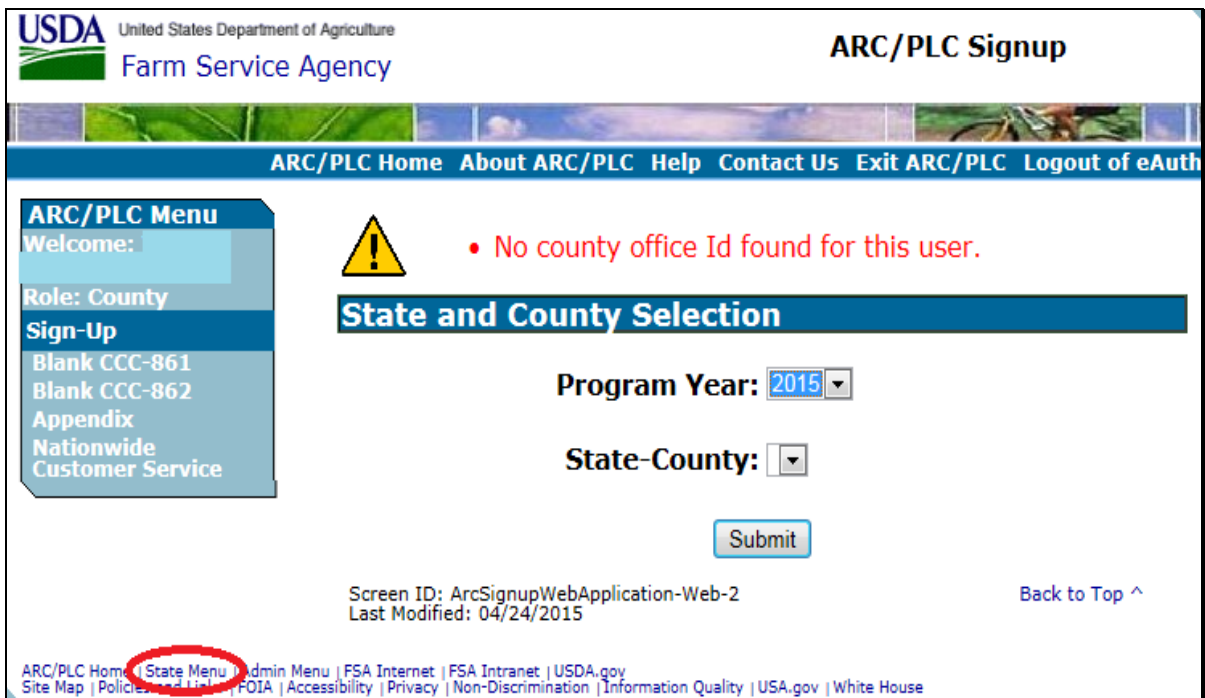 USDA United States Department of Agriculture
Farm Service Agency
ARC/PLC Signup
ARC/PLC Home About ARC/PLC Help Contact Us Exit ARC/PLC Logout of eAuth
ARC/PLC Menu
Welcome:
Role: County
Sign-Up
Blank CCC-861
Blank CCC-862
Appendix
Nationwide
Customer Service
• No county office Id found for this user.
State and County Selection
Program Year: 2015
State-County:
Submit
Screen ID: ArcSignupWebApplication-Web-2
Last Modified: 04/24/2015
Back to Top ^
ARC/PLC Home | State Menu | Admin Menu | FSA Internet | FSA Intranet | USDA.gov
Site Map | Policies and Links | FOIA | Accessibility | Privacy | Non-Discrimination | Information Quality | USA.gov | White House